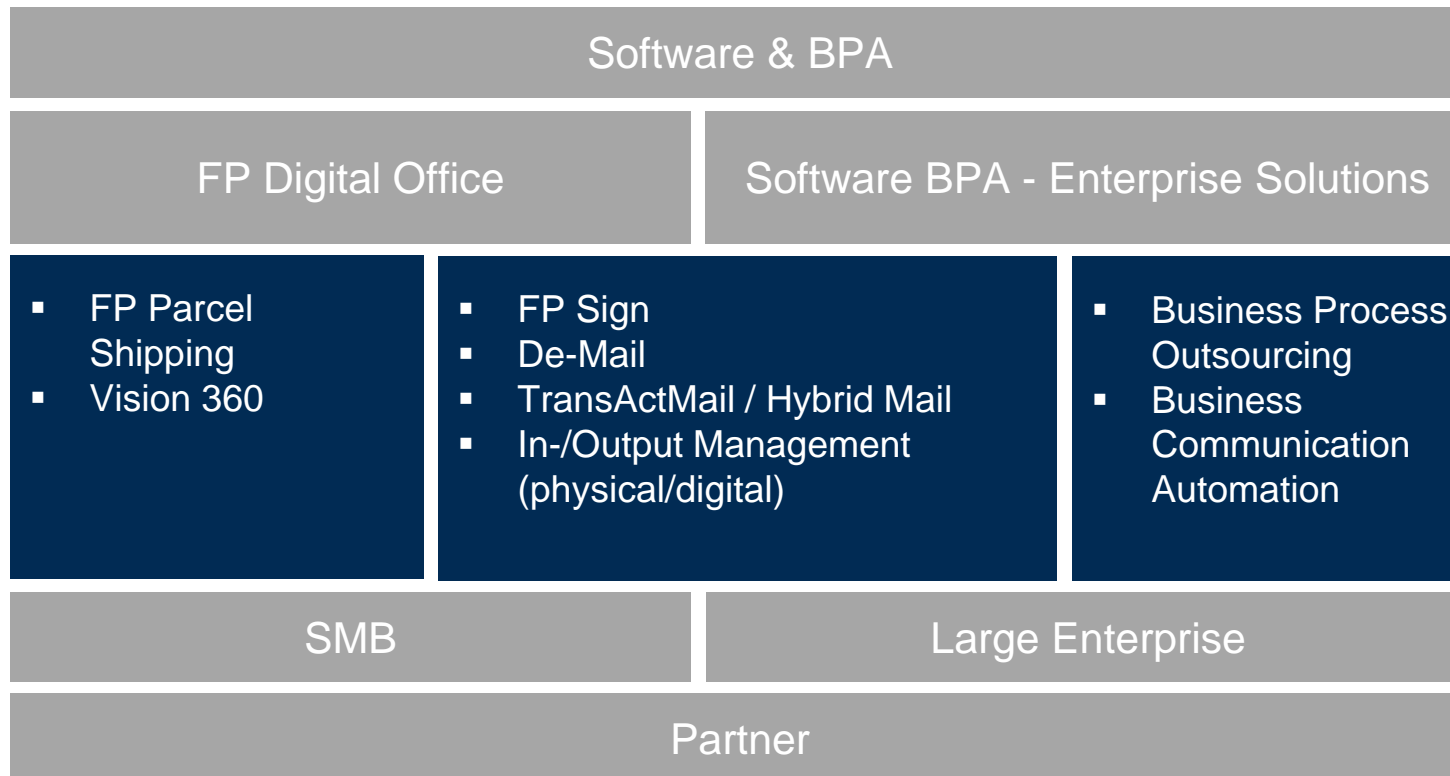 Software & BPA
FP Digital Office
Software BPA - Enterprise Solutions
▪ FP Parcel
Shipping
▪ Vision 360
▪ FP Sign
▪ De-Mail
▪ TransActMail / Hybrid Mail
▪ In-/Output Management
(physical/digital)
▪ Business Process
Outsourcing
▪ Business
Communication
Automation
SMB
Large Enterprise
Partner